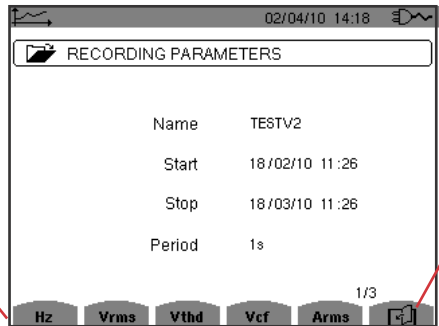 02/04/10 14:18
RECORDING PARAMETERS
Name TESTV2
Start 18/02/10 11:26
Stop 18/03/10 11:26
Period 1s
1/3
Hz Vrms Vthd Vcf Arms